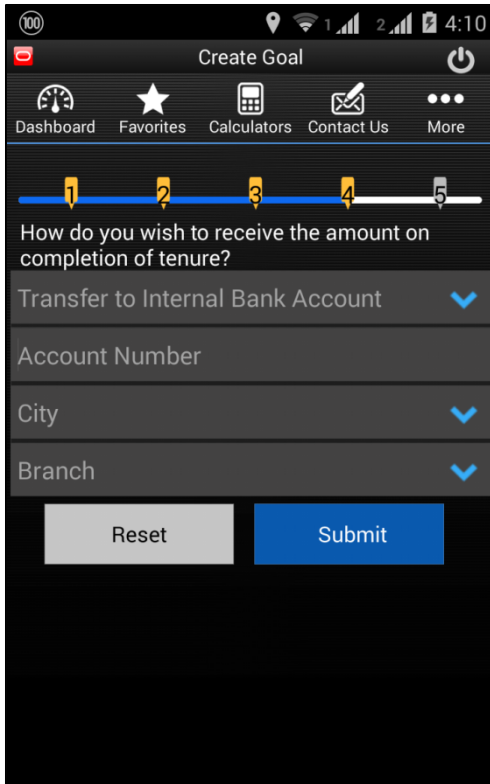 100 1 2 4:10
Create Goal
Dashboard Favorites Calculators Contact Us More
1 2 3 4 5
How do you wish to receive the amount on
completion of tenure?
Transfer to Internal Bank Account
Account Number
City
Branch
Reset Submit